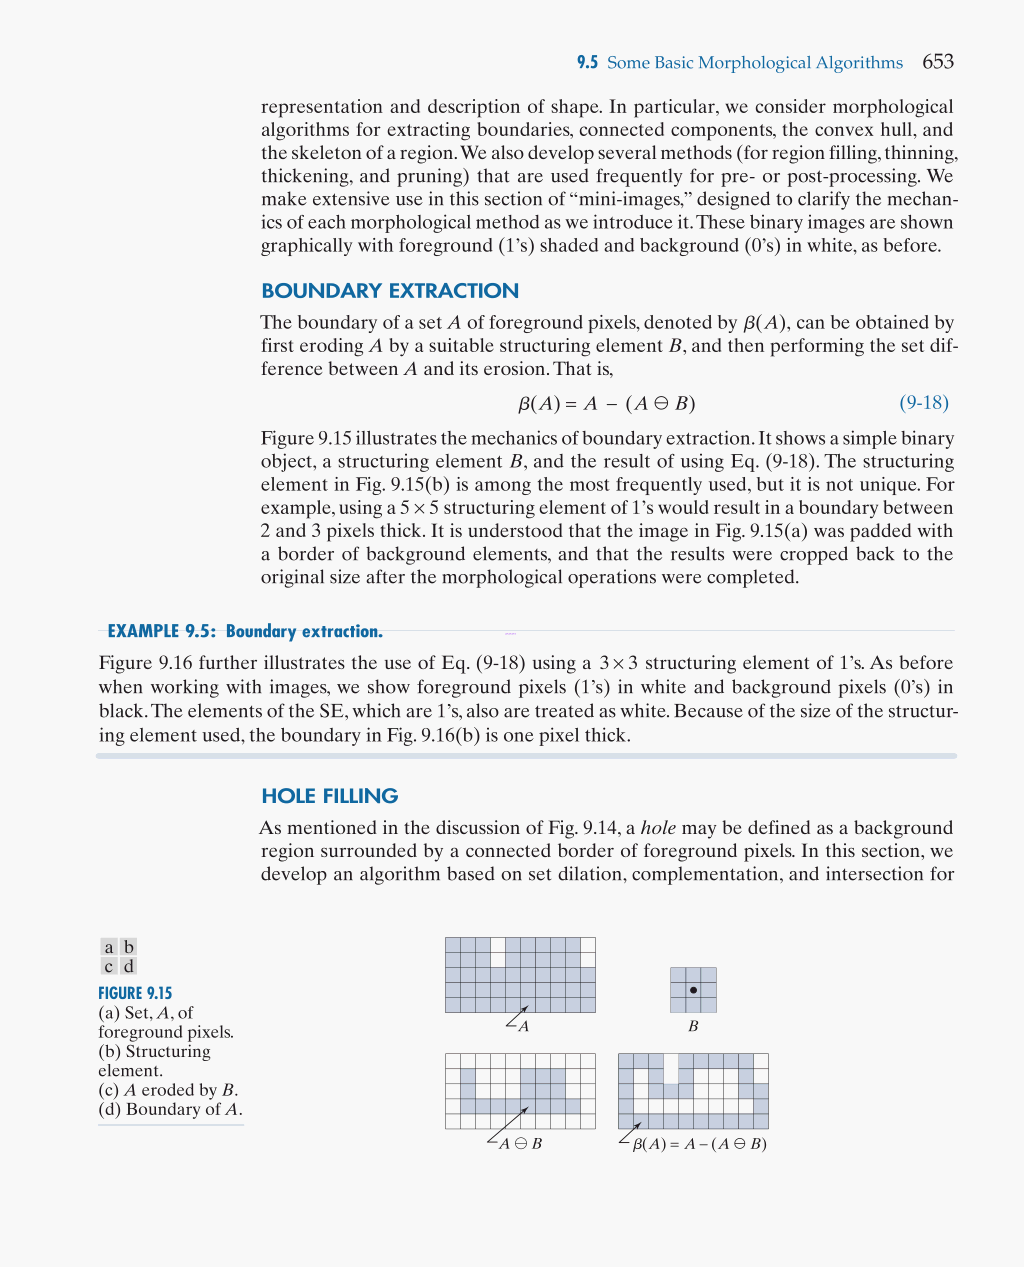 9.5 Some Basic Morphological Algorithms 653
representation and description of shape. In particular, we consider morphological
algorithms for extracting boundaries, connected components, the convex hull, and
the skeleton of a region. We also develop several methods (for region filling, thinning,
thickening, and pruning) that are used frequently for pre- or post-processing. We
make extensive use in this section of “mini-images,” designed to clarify the mechan-
ics of each morphological method as we introduce it. These binary images are shown
graphically with foreground (1’s) shaded and background (0’s) in white, as before.
BOUNDARY EXTRACTION
The boundary of a set A of foreground pixels, denoted by β(A), can be obtained by
first eroding A by a suitable structuring element B, and then performing the set dif-
ference between A and its erosion. That is,
β(A) = A − (A ⊖ B) (9-18)
Figure 9.15 illustrates the mechanics of boundary extraction. It shows a simple binary
object, a structuring element B, and the result of using Eq. (9-18). The structuring
element in Fig. 9.15(b) is among the most frequently used, but it is not unique. For
example, using a 5 × 5 structuring element of 1’s would result in a boundary between
2 and 3 pixels thick. It is understood that the image in Fig. 9.15(a) was padded with
a border of background elements, and that the results were cropped back to the
original size after the morphological operations were completed.
EXAMPLE 9.5: Boundary extraction.
Figure 9.16 further illustrates the use of Eq. (9-18) using a 3 × 3 structuring element of 1’s. As before
when working with images, we show foreground pixels (1’s) in white and background pixels (0’s) in
black. The elements of the SE, which are 1’s, also are treated as white. Because of the size of the structur-
ing element used, the boundary in Fig. 9.16(b) is one pixel thick.
HOLE FILLING
As mentioned in the discussion of Fig. 9.14, a hole may be defined as a background
region surrounded by a connected border of foreground pixels. In this section, we
develop an algorithm based on set dilation, complementation, and intersection for
a b
c d
FIGURE 9.15
(a) Set, A, of
foreground pixels.
(b) Structuring
element.
(c) A eroded by B.
(d) Boundary of A.
A
B
A ⊖ B
β(A) = A − (A ⊖ B)